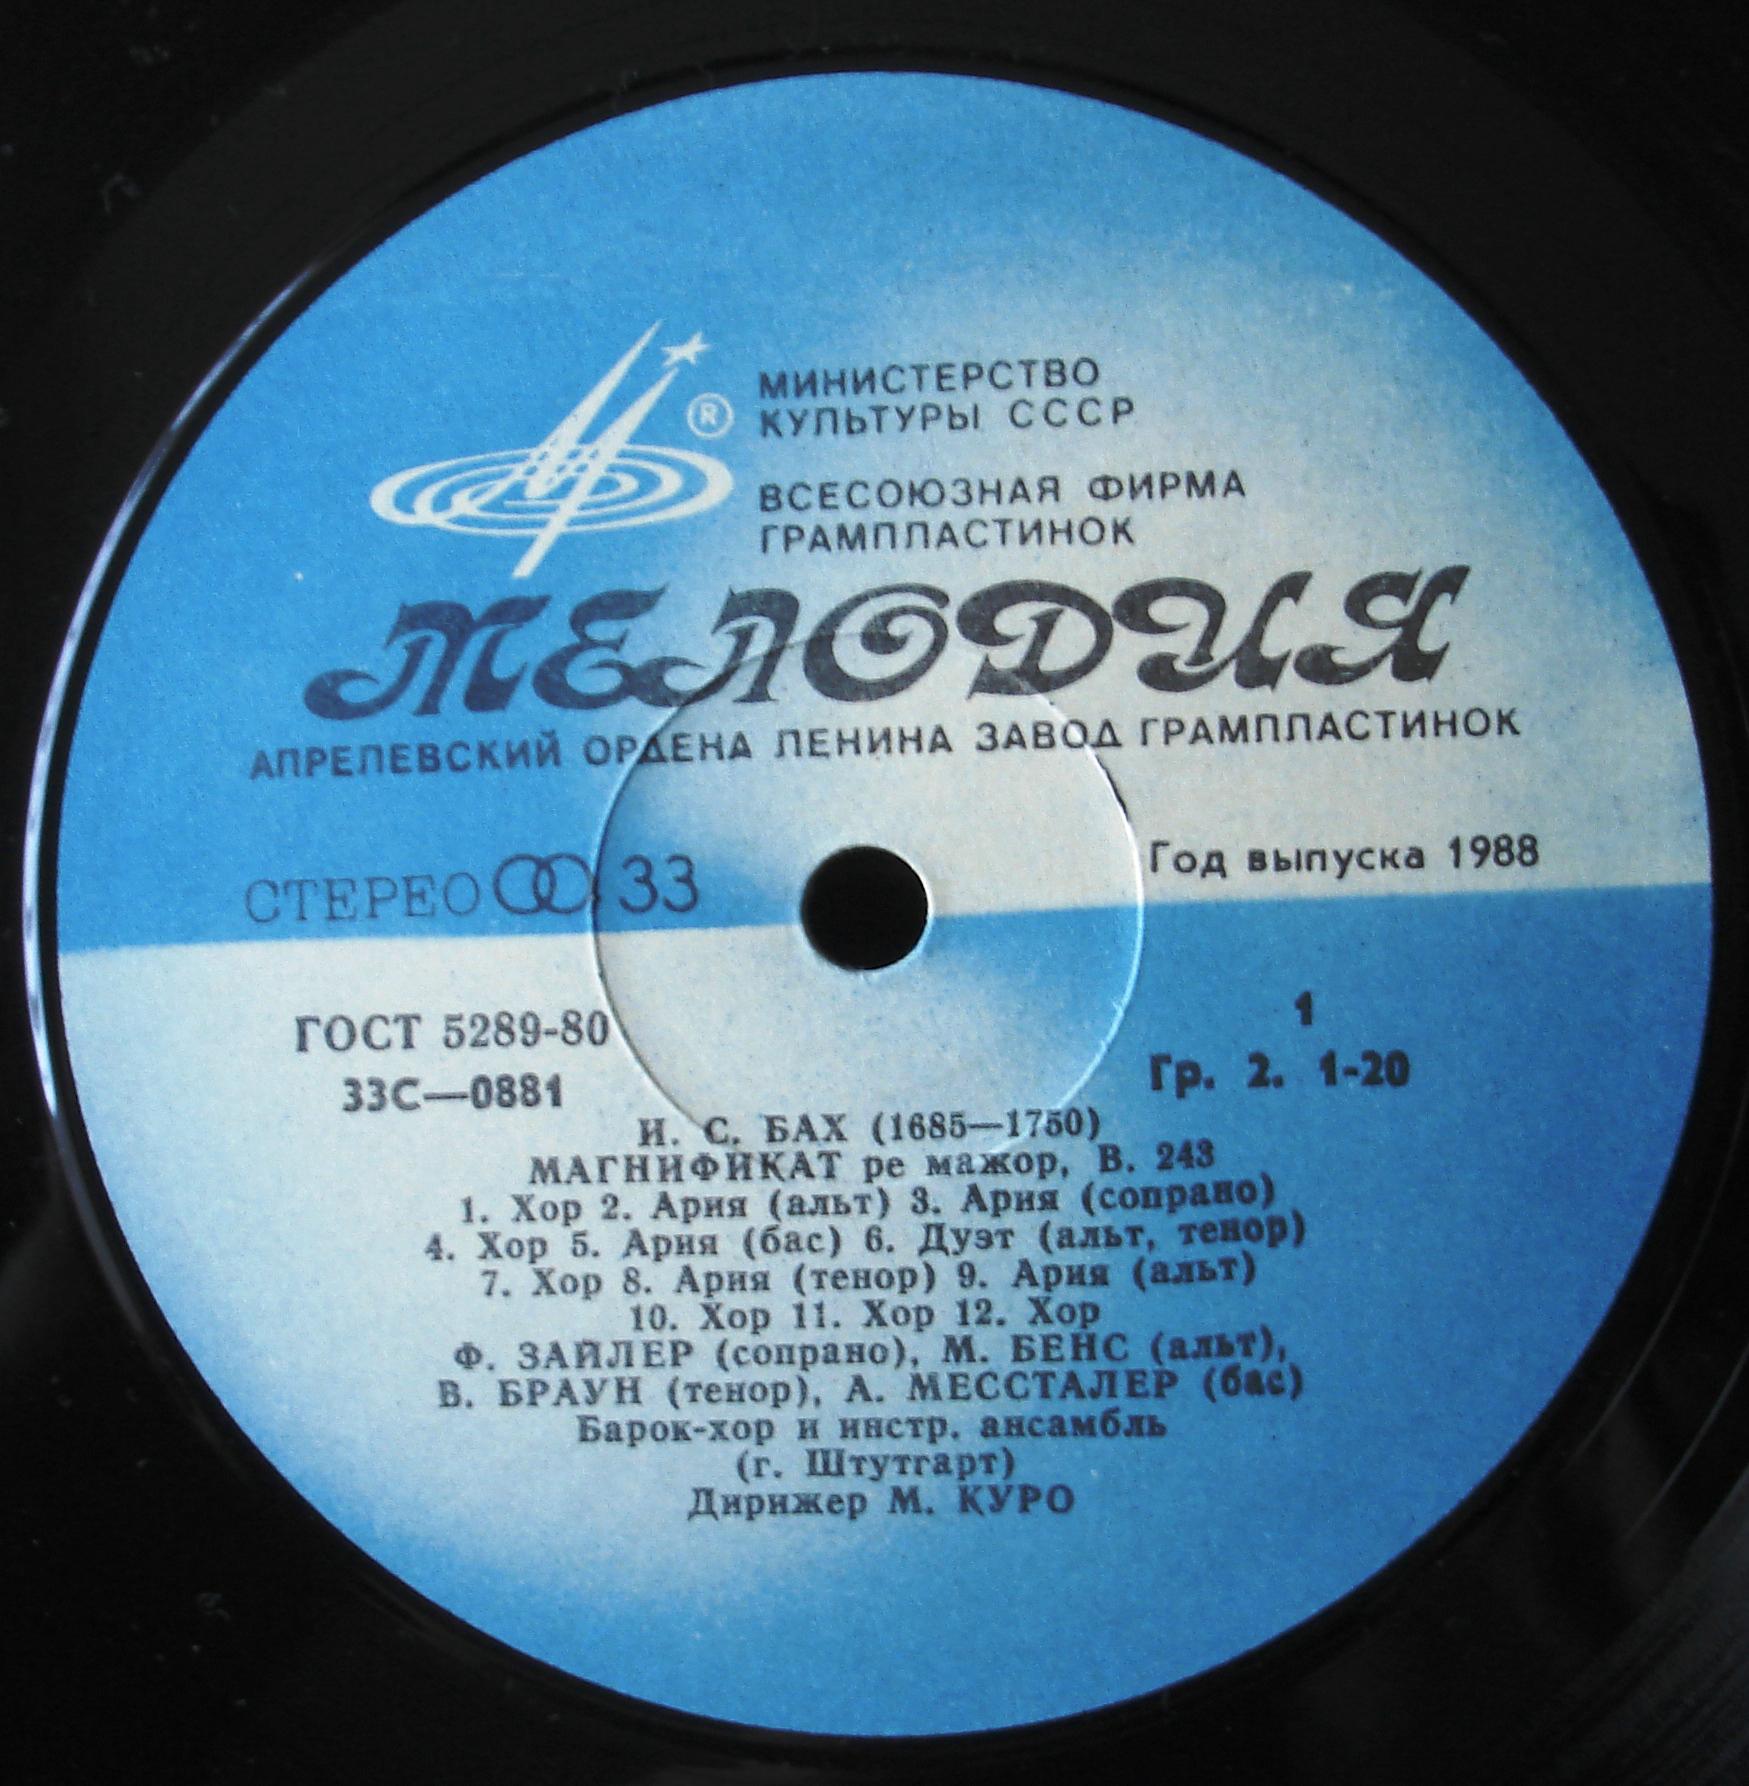 ®
МИНИСТЕРСТВО
КУЛЬТУРЫ СССР
ВСЕСОЮЗНАЯ ФИРМА
ГРАМПЛАСТИНОК
МЕЛОДИЯ
АПРЕЛЕВСКИЙ ОРДЕНА ЛЕНИНА ЗАВОД ГРАМПЛАСТИНОК
СТЕРЕО 33
Год выпуска 1988
ГОСТ 5289-80
33С—0881
1
Гр. 2. 1-20
И. С. БАХ (1685—1750)
МАГНИФИКАТ ре мажор, В. 243
1. Хор 2. Ария (альт) 3. Ария (сопрано)
4. Хор 5. Ария (бас) 6. Дуэт (альт, тенор)
7. Хор 8. Ария (тенор) 9. Ария (альт)
10. Хор 11. Хор 12. Хор
Ф. ЗАЙЛЕР (сопрано), М. БЕНС (альт),
В. БРАУН (тенор), А. МЕССТАЛЕР (бас)
Барок-хор и инстр. ансамбль
(г. Штутгарт)
Дирижер М. КУРО